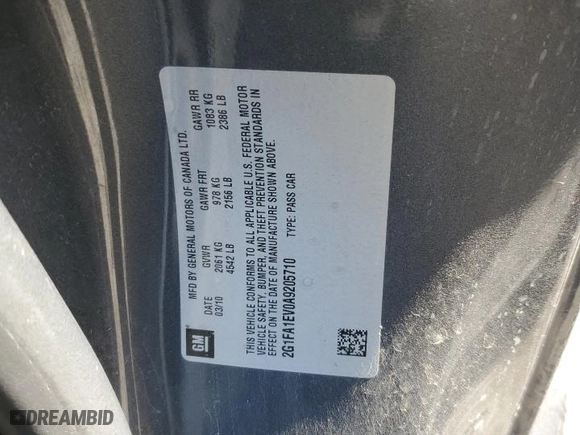 MFD BY GENERAL MOTORS OF CANADA LTD.
DATE GVWR GAWR FRT GAWR RR
03/10 2061 KG 978 KG 1083 KG
4542 LB 2156 LB 2386 LB
THIS VEHICLE CONFORMS TO ALL APPLICABLE U.S. FEDERAL MOTOR
VEHICLE SAFETY, BUMPER, AND THEFT PREVENTION STANDARDS IN
EFFECT ON THE DATE OF MANUFACTURE SHOWN ABOVE.
2G1FA1EV0A9205710 TYPE: PASS CAR
GM
DREAMBID